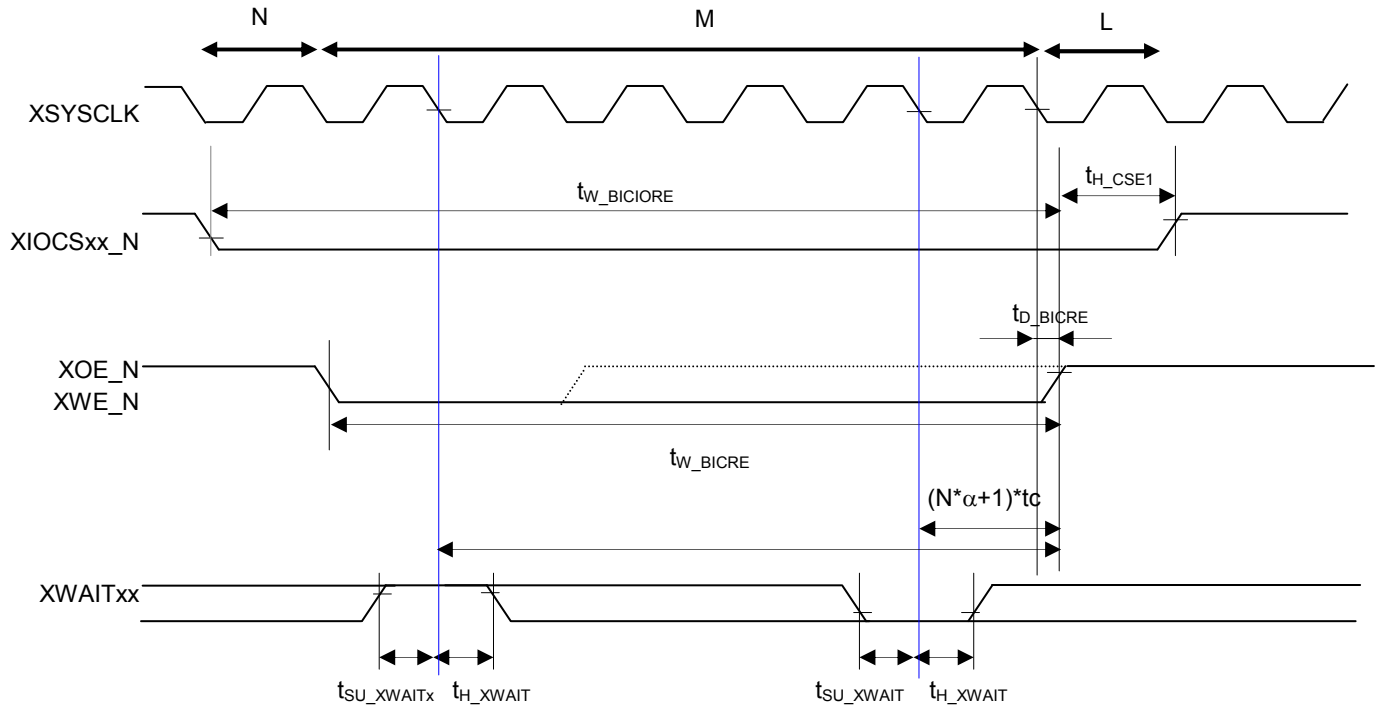 N
M
L
XSYSCLK
tW_BICIORE
tH_CSE1
XIOCSxx_N
tD_BICRE
XOE_N
XWE_N
tW_BICRE
(N*α+1)*tc
XWAITxx
tSU_XWAITx tH_XWAIT tSU_XWAIT tH_XWAIT